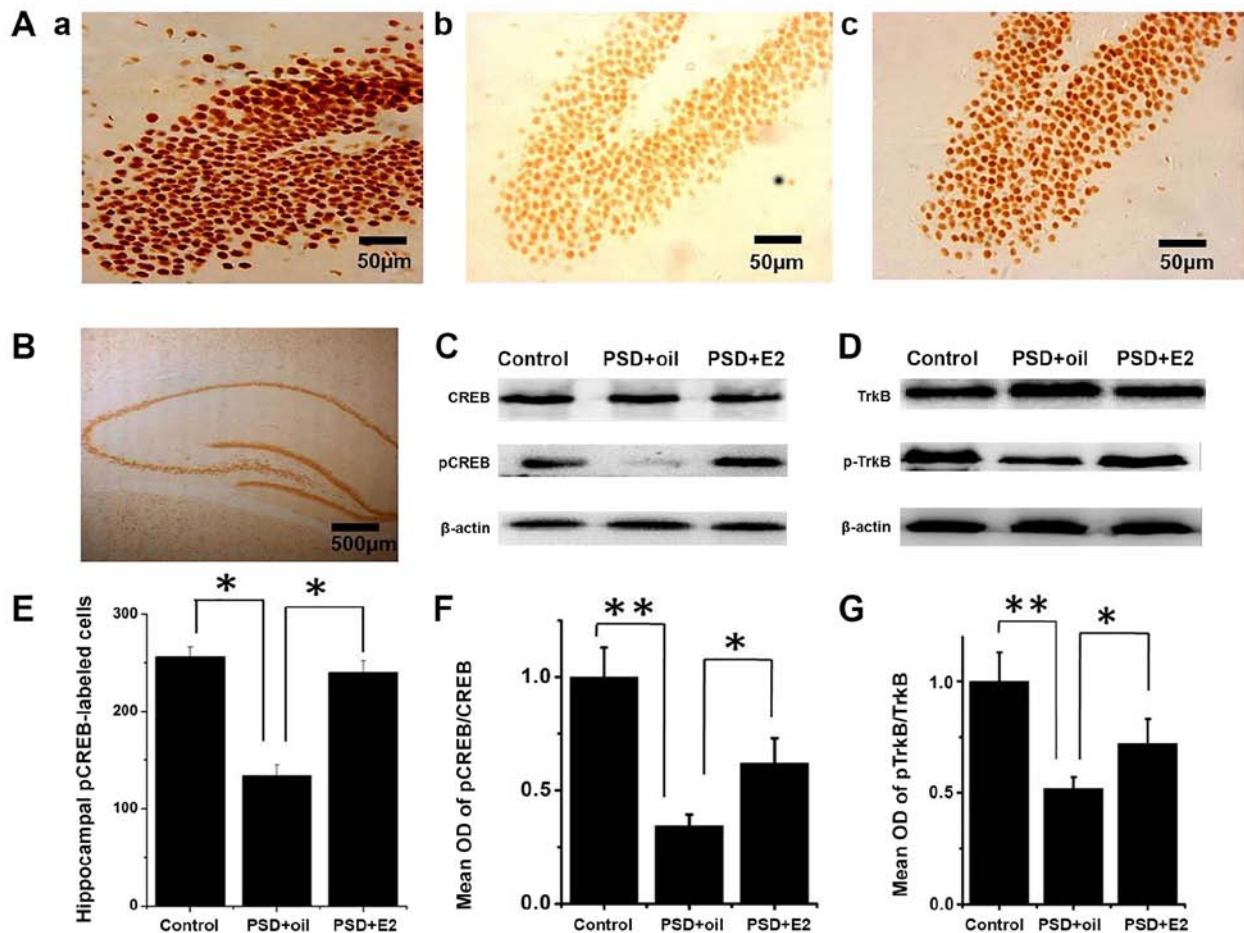 A a
b
c
50µm
50µm
50µm
B
500µm
C
Control PSD+oil PSD+E2
CREB
pCREB
β-actin
D
Control PSD+oil PSD+E2
TrkB
p-TrkB
β-actin
E
Hippocampal pCREB-labeled cells
* *
300
200
100
0
Control PSD+oil PSD+E2
F
Mean OD of pCREB/CREB
** *
1.0
0.5
0.0
Control PSD+oil PSD+E2
G
Mean OD of pTrkB/TrkB
** *
1.0
0.5
0.0
Control PSD+oil PSD+E2